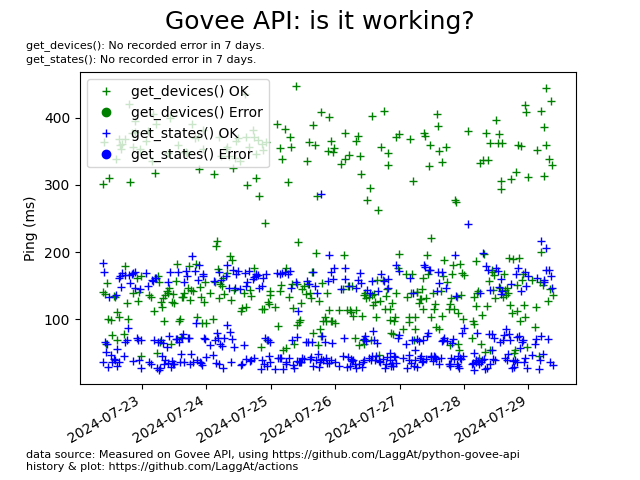 Govee API: is it working?
get_devices(): No recorded error in 7 days.
get_states(): No recorded error in 7 days.
get_devices() OK
get_devices() Error
get_states() OK
get_states() Error
400
300
200
100
Ping (ms)
2024-07-23
2024-07-24
2024-07-25
2024-07-26
2024-07-27
2024-07-28
2024-07-29
data source: Measured on Govee API, using https://github.com/LaggAt/python-govee-api
history & plot: https://github.com/LaggAt/actions